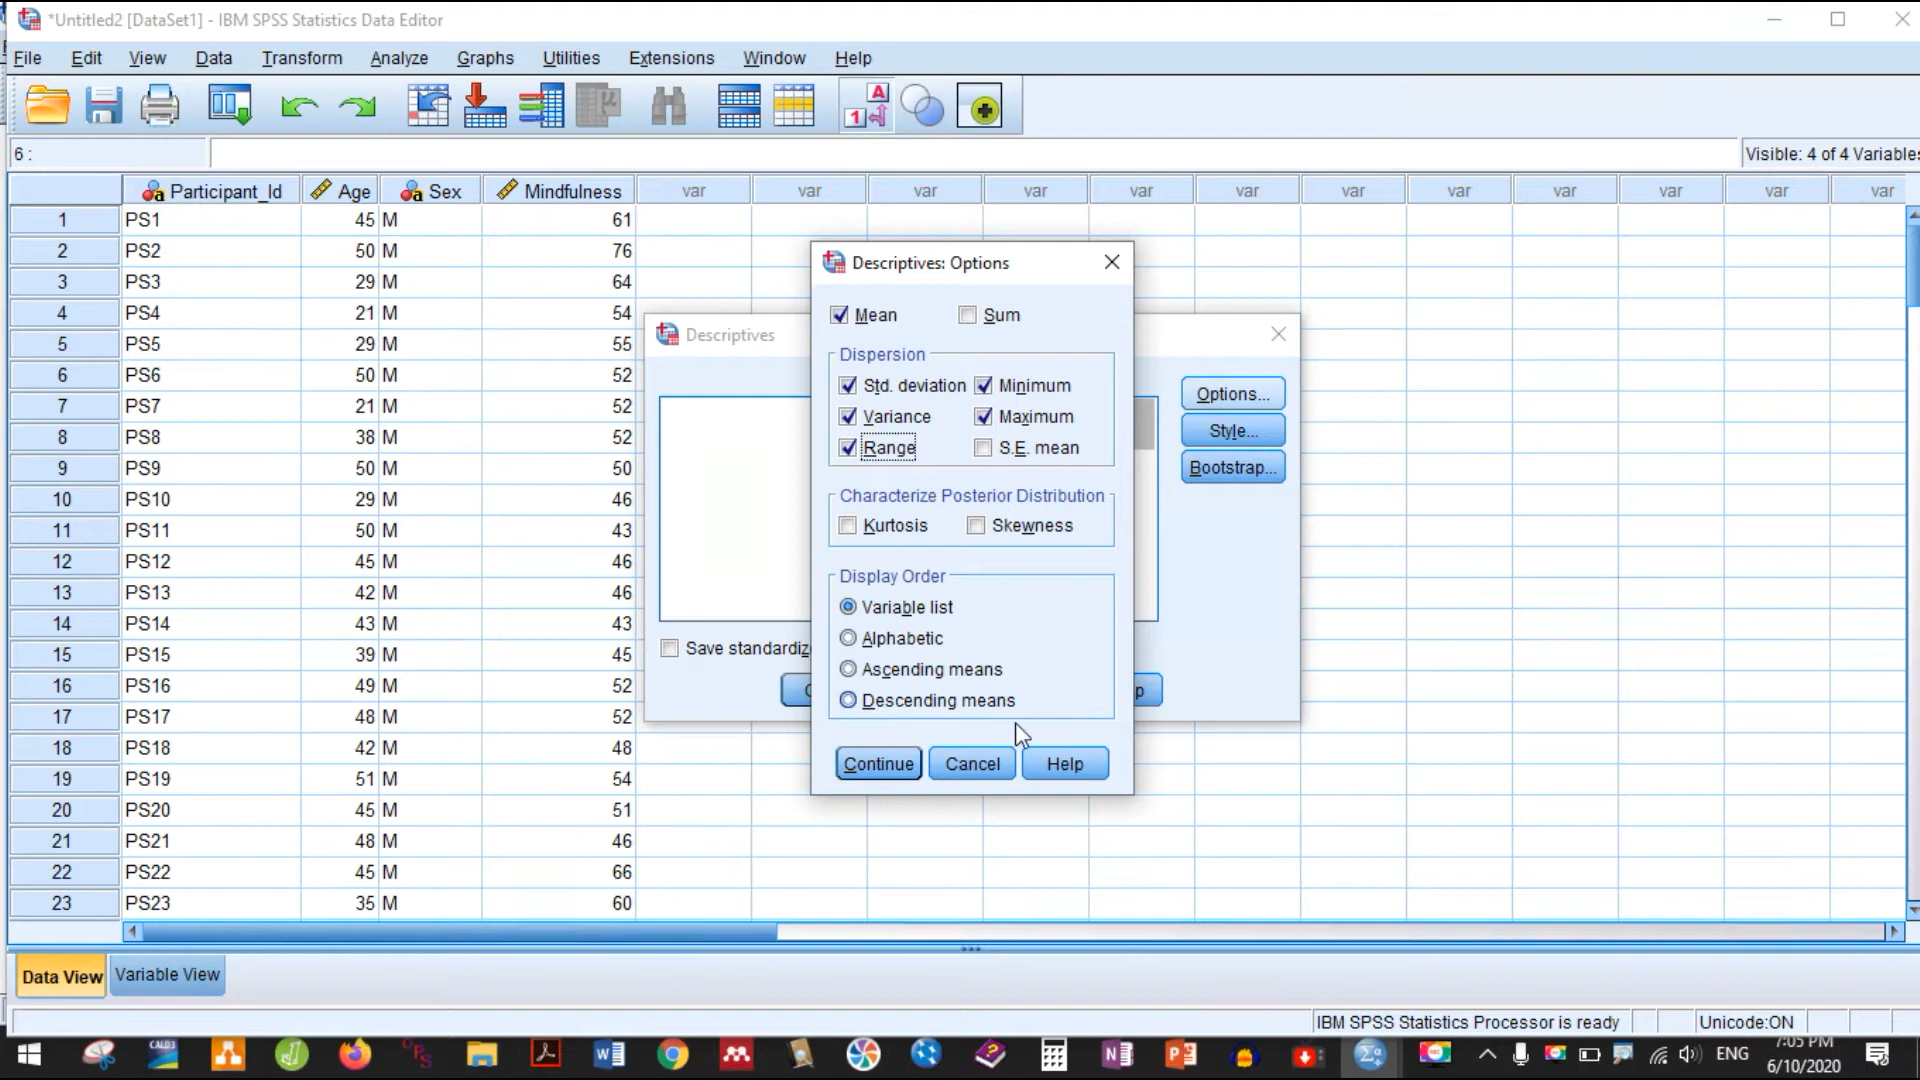 *Untitled2 [DataSet1] - IBM SPSS Statistics Data Editor
File Edit View Data Transform Analyze Graphs Utilities Extensions Window Help
6 :
Visible: 4 of 4 Variables
Participant_Id Age Sex Mindfulness var var var var var var var var var var var var
1 PS1 45 M 61
2 PS2 50 M 76
3 PS3 29 M 64
4 PS4 21 M 54
5 PS5 29 M 55
6 PS6 50 M 52
7 PS7 21 M 52
8 PS8 38 M 52
9 PS9 50 M 50
10 PS10 29 M 46
11 PS11 50 M 43
12 PS12 45 M 46
13 PS13 42 M 46
14 PS14 43 M 43
15 PS15 39 M 45
16 PS16 49 M 52
17 PS17 48 M 52
18 PS18 42 M 48
19 PS19 51 M 54
20 PS20 45 M 51
21 PS21 48 M 46
22 PS22 45 M 66
23 PS23 35 M 60
Descriptives
Options...
Style...
Bootstrap...
Save standardiz
Descriptives: Options
Mean Sum
Dispersion
Std. deviation Minimum
Variance Maximum
Range S.E. mean
Characterize Posterior Distribution
Kurtosis Skewness
Display Order
Variable list
Alphabetic
Ascending means
Descending means
Continue Cancel Help
Data View Variable View
IBM SPSS Statistics Processor is ready Unicode:ON
ENG
7:05 PM
6/10/2020